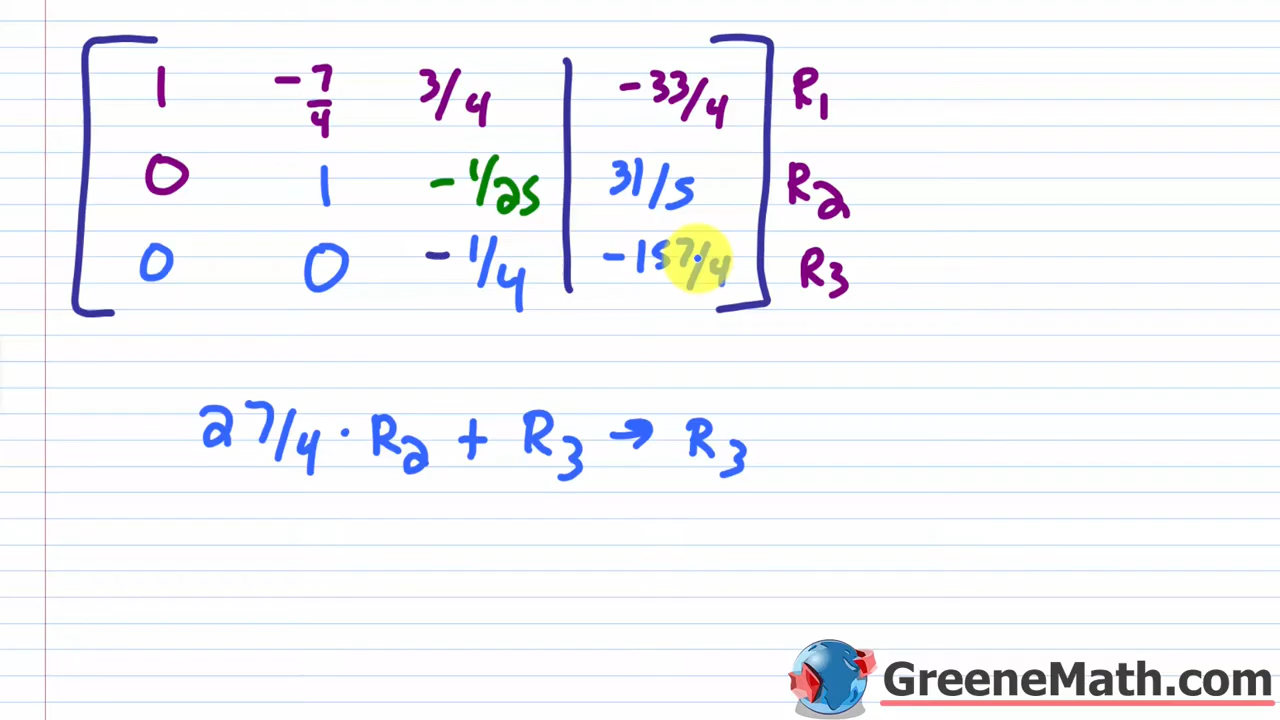 1 -7/4 3/4 | -33/4 R1
0 1 -1/25 | 31/5 R2
0 0 -1/4 | -157/4 R3
27/4 · R2 + R3 → R3
GreeneMath.com